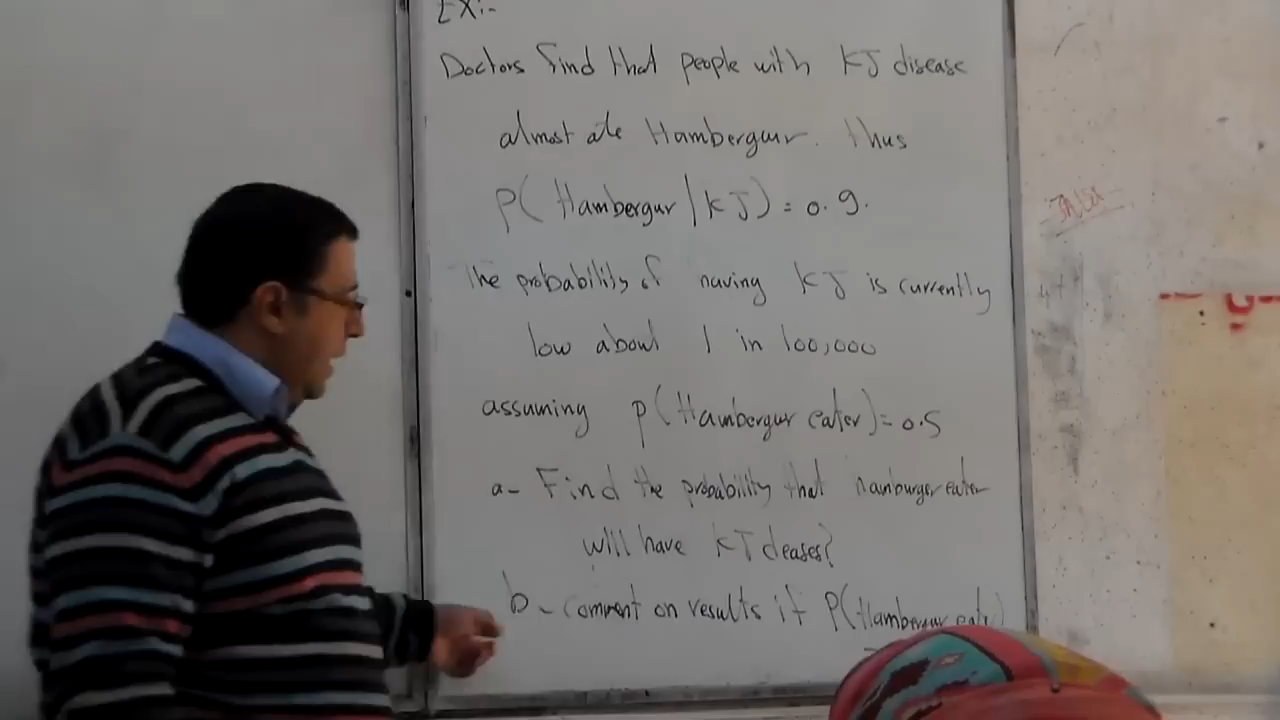 Ex:-
Doctors find that people with KJ disease
almost ate Hambergeur. thus
P(Hambergur|KJ) = 0.9.
The probability of having KJ is currently
low about 1 in 100,000
assuming P(Hambergur eater) = 0.5
a- Find the probability that hamburger eater
will have KJ deases?
b- comment on results if P(Hambergur eater)